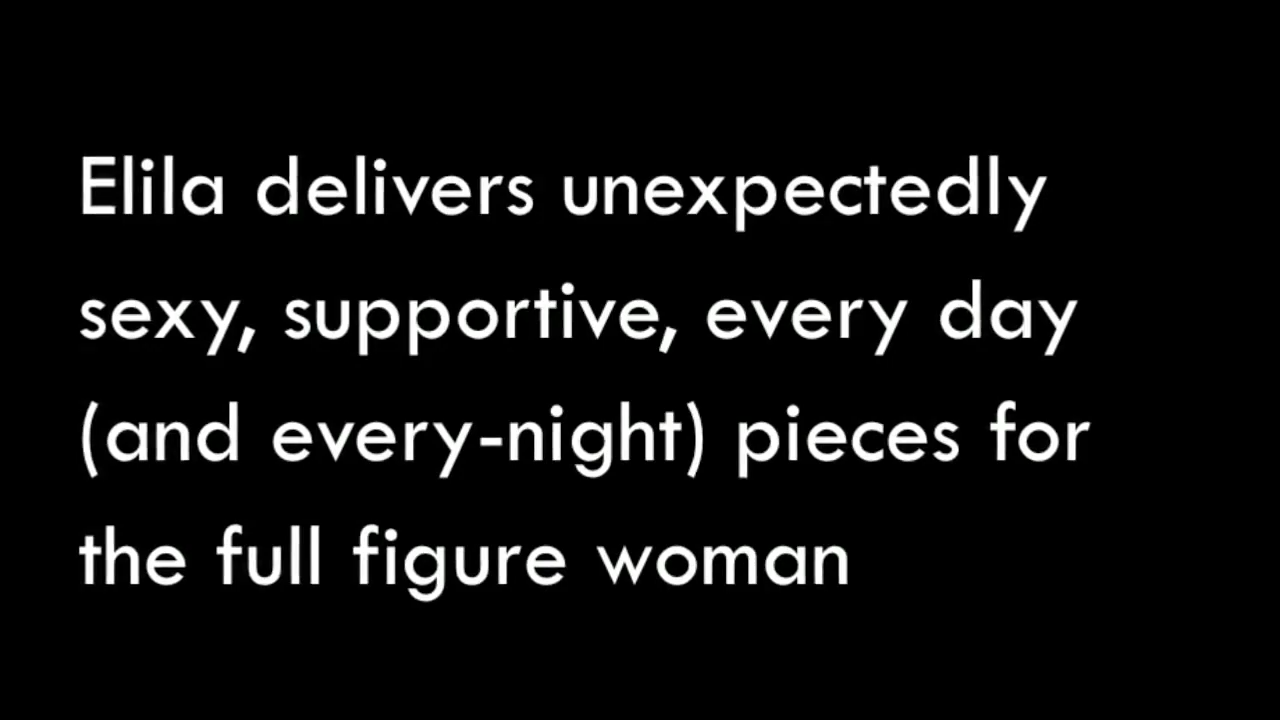 Elila delivers unexpectedly
sexy, supportive, every day
(and every-night) pieces for
the full figure woman